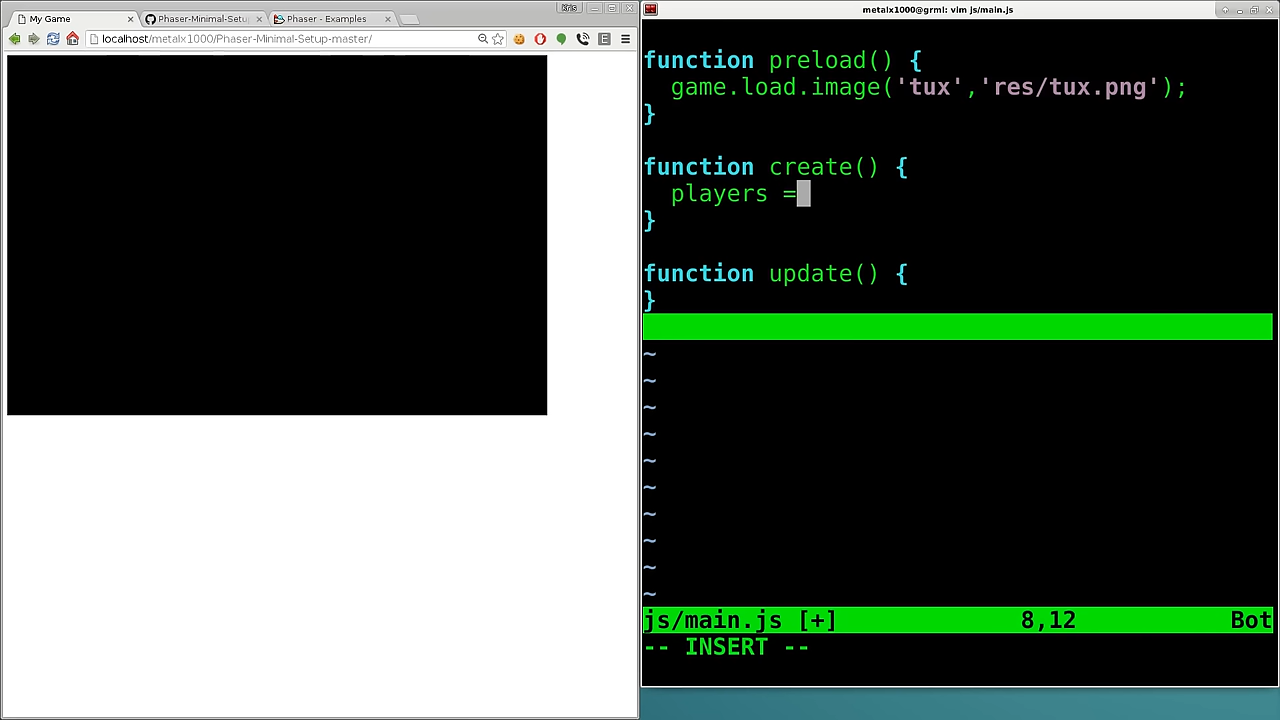 My Game
Phaser-Minimal-Setu
Phaser - Examples
Kris
localhost/metalx1000/Phaser-Minimal-Setup-master/
metalx1000@grml: vim js/main.js
function preload() {
  game.load.image('tux','res/tux.png');
}
function create() {
  players =
}
function update() {
}
~
~
~
~
~
~
~
~
~
~
js/main.js [+] 8,12 Bot
-- INSERT --